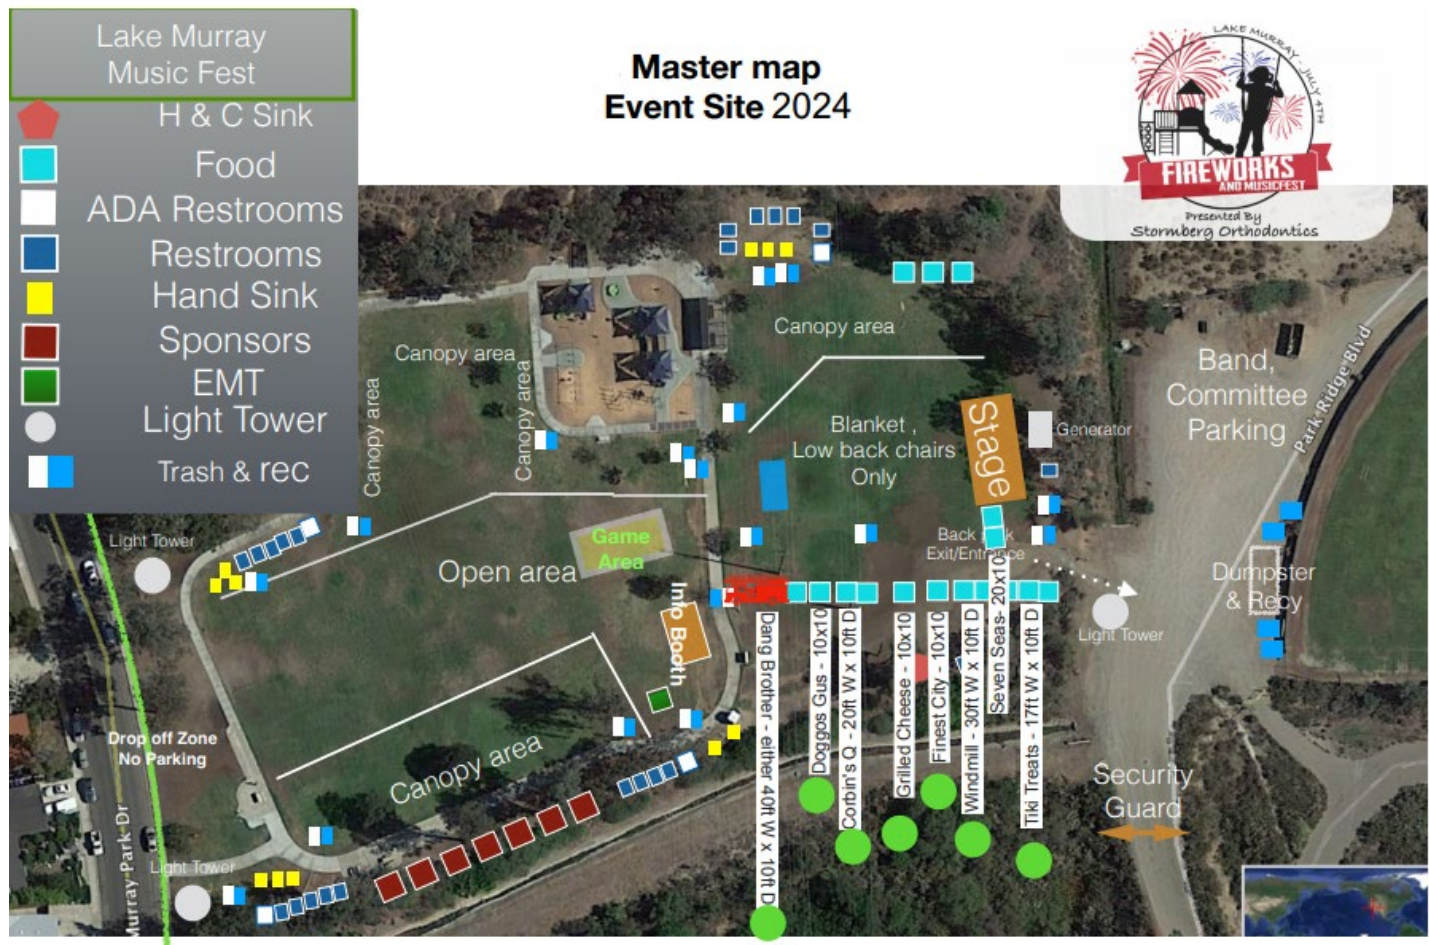 Lake Murray
Music Fest
H & C Sink
Food
ADA Restrooms
Restrooms
Hand Sink
Sponsors
EMT
Light Tower
Trash & rec
Master map
Event Site 2024
LAKE MURRAY - JULY 4TH
FIREWORKS
AND MUSICFEST
Presented By
Stormberg Orthodontics
Canopy area
Canopy area
Canopy area
Canopy area
Blanket ,
Low back chairs
Only
Stage
Generator
Band,
Committee
Parking
Park Ridge Blvd
Light Tower
Open area
Game
Area
Info Booth
Back
Exit/Entrance
Light Tower
Dumpster
& Recy
Drop off Zone
No Parking
Canopy area
Murray Park Dr
Light Tower
Dang Brother - either 40ft W x 10ft D
Doggos Gus - 10x10
Corbin's Q - 20ft W x 10ft D
Grilled Cheese - 10x10
Finest City - 10x10
Windmill - 30ft W x 10ft D
Seven Seas- 20x10
Tiki Treats - 17ft W x 10ft D
Security
Guard